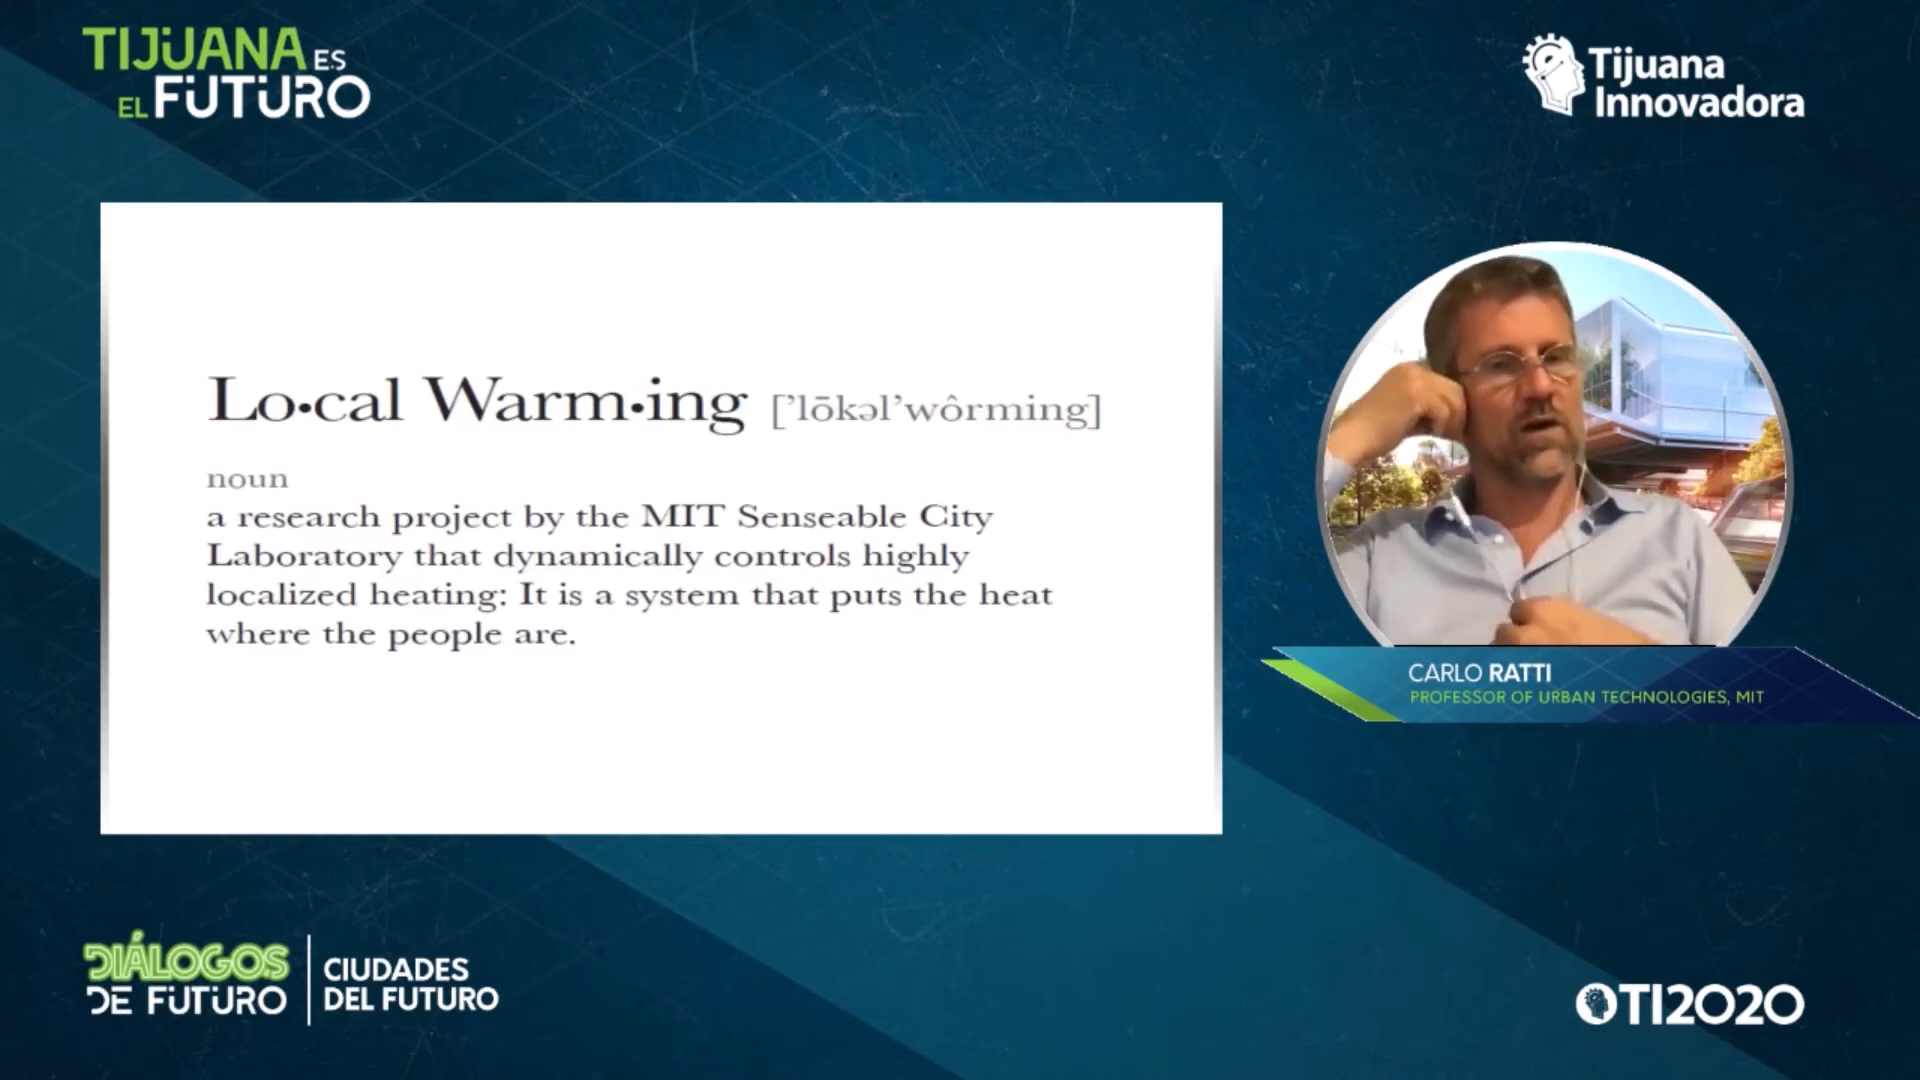 TIJUANA ES
EL FUTURO
Tijuana
Innovadora
Lo•cal Warm•ing ['lōkəl'wôrming]
noun
a research project by the MIT Senseable City
Laboratory that dynamically controls highly
localized heating: It is a system that puts the heat
where the people are.
CARLO RATTI
PROFESSOR OF URBAN TECHNOLOGIES, MIT
DIÁLOGOS
DE FUTURO
CIUDADES
DEL FUTURO
TI2020